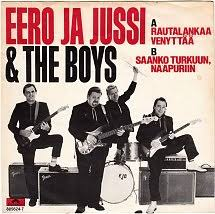 EERO JA JUSSI
& THE BOYS
A
RAUTALANKAA
VENYTTÄÄ
B
SAANKO TURKUUN,
NAAPURIIN